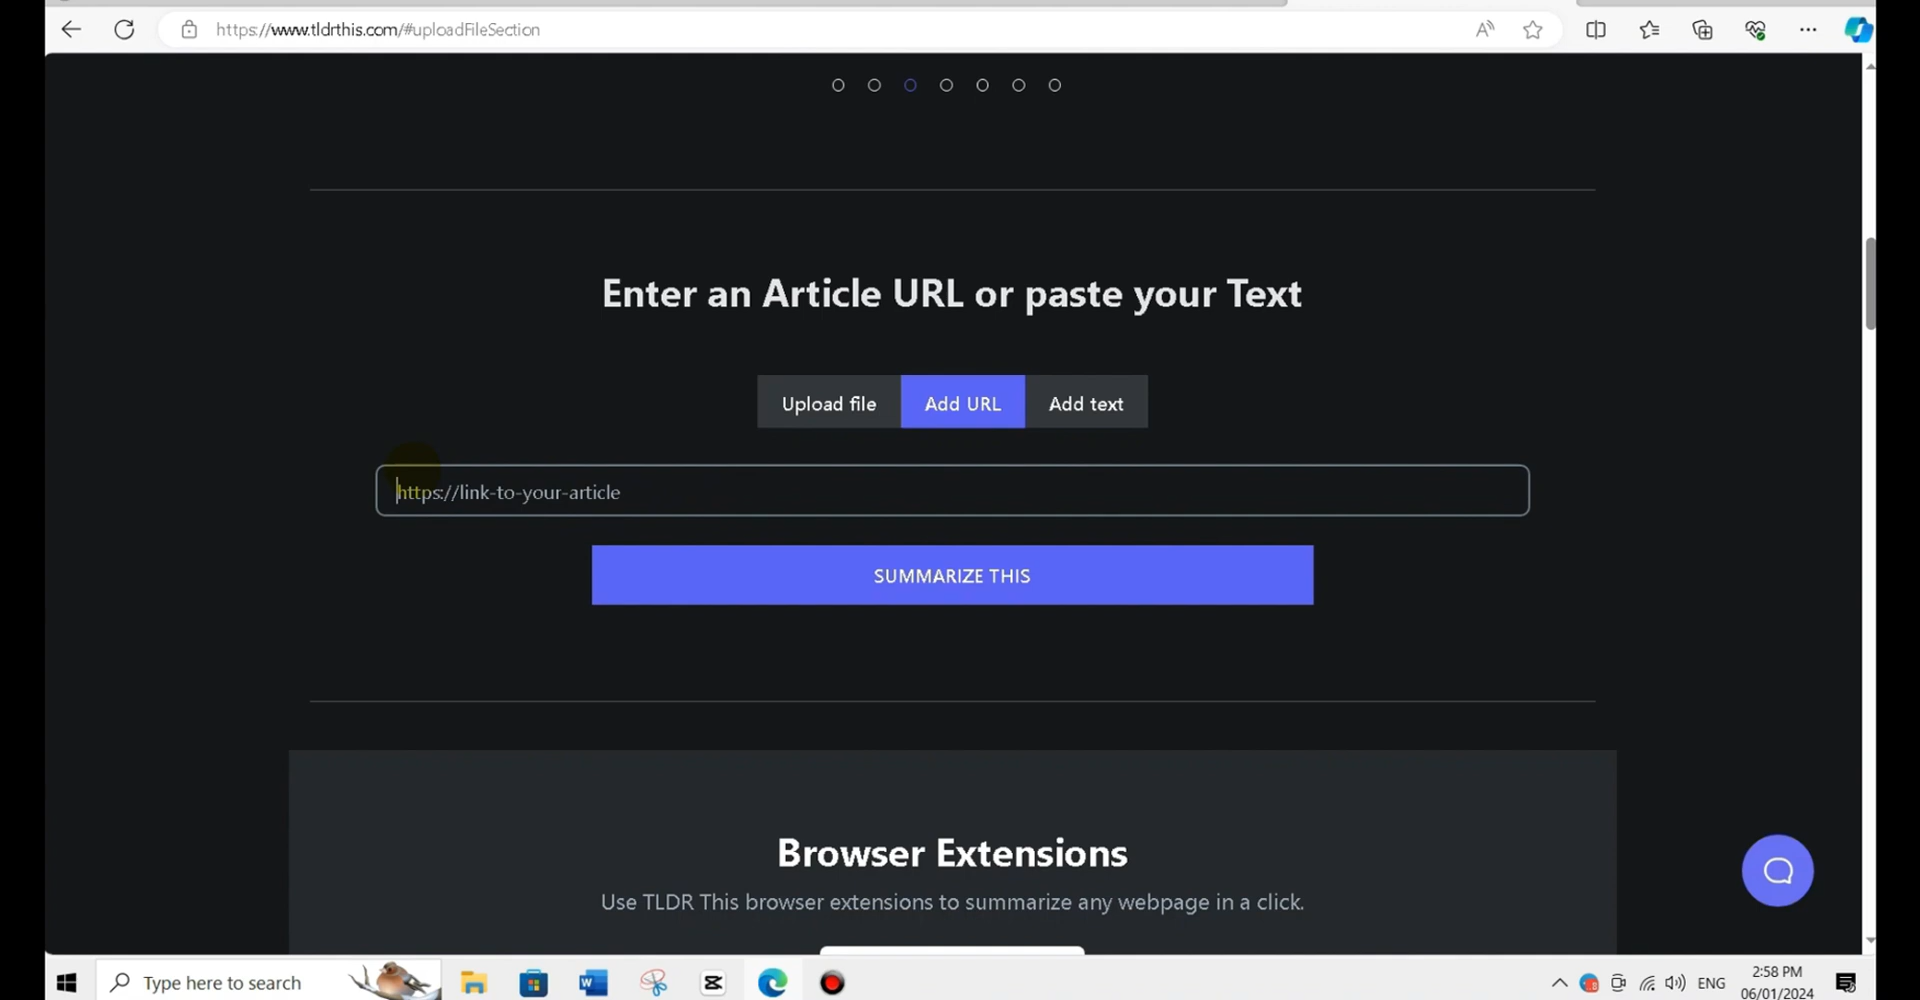 https://www.tldrthis.com/#uploadFileSection
Enter an Article URL or paste your Text
Upload file Add URL Add text
https://link-to-your-article
SUMMARIZE THIS
Browser Extensions
Use TLDR This browser extensions to summarize any webpage in a click.
Type here to search
ENG
2:58 PM
06/01/2024